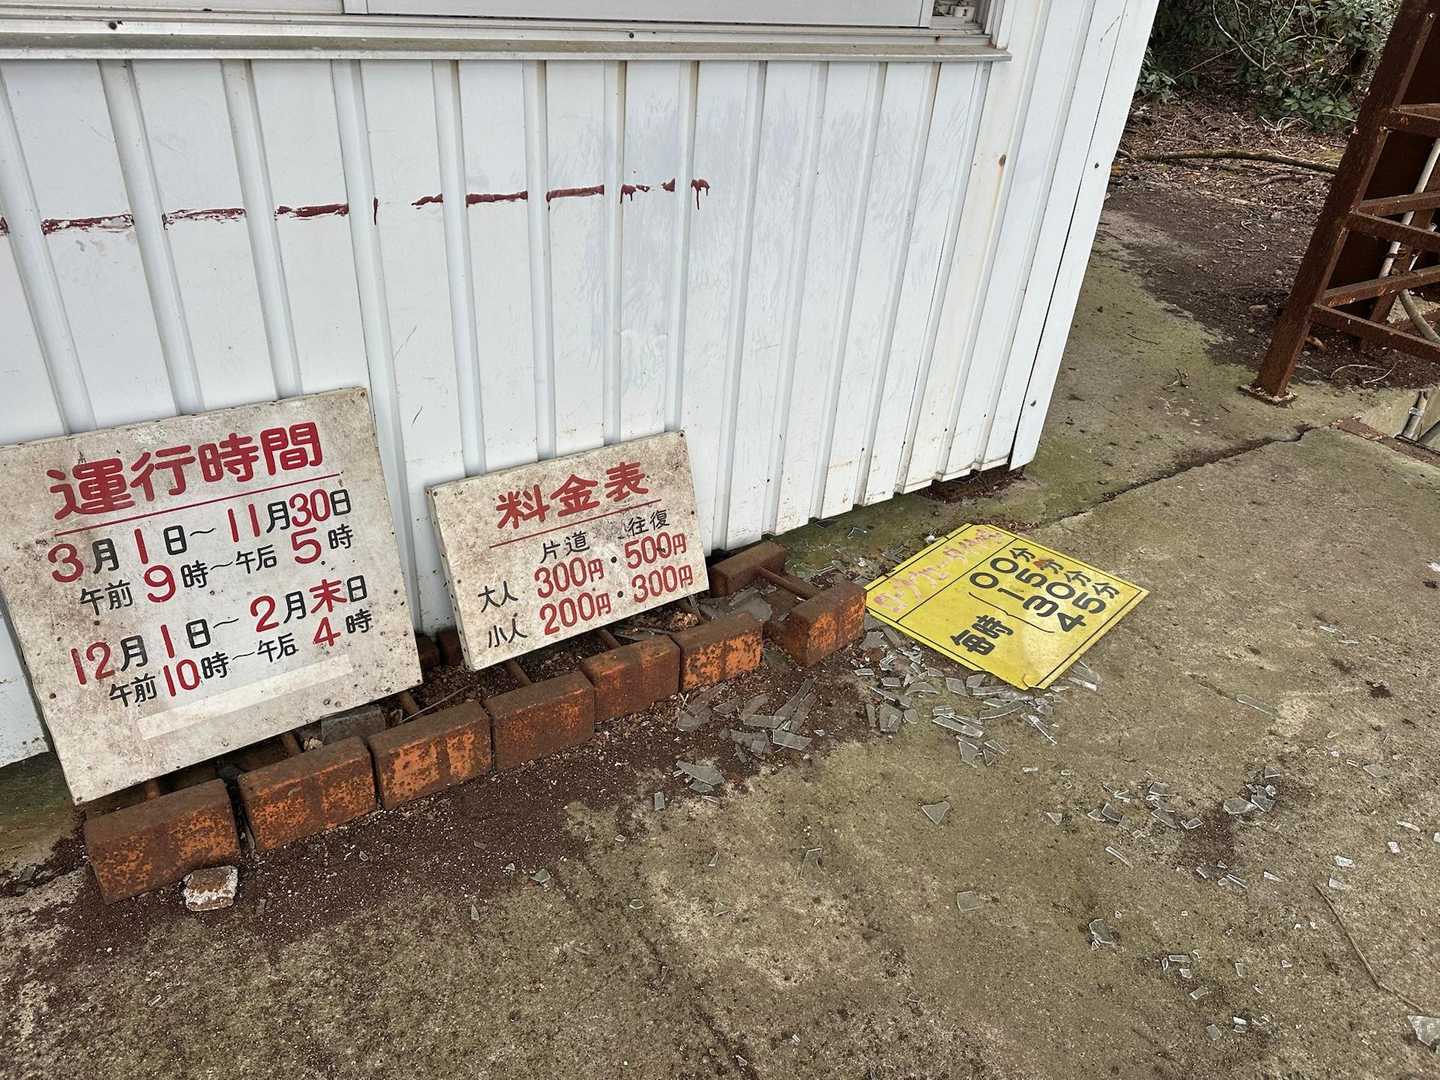 運行時間
3月1日～11月30日
午前9時～午后5時
12月1日～2月末日
午前10時～午后4時
料金表
片道 往復
大人 300円・500円
小人 200円・300円
毎時
00分
15分
30分
45分